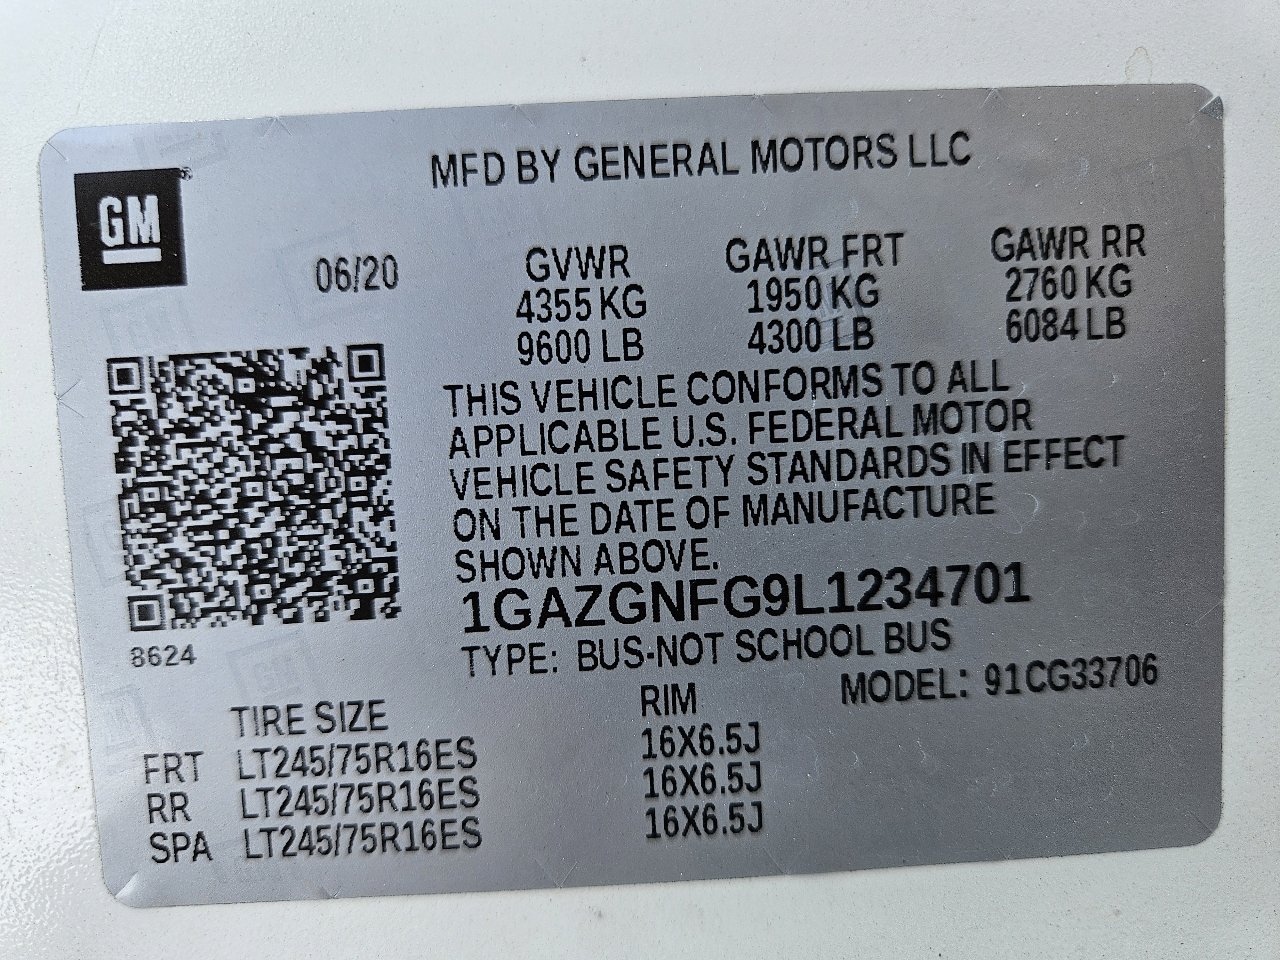 MFD BY GENERAL MOTORS LLC
GM
06/20
GVWR GAWR FRT GAWR RR
4355 KG 1950 KG 2760 KG
9600 LB 4300 LB 6084 LB
THIS VEHICLE CONFORMS TO ALL
APPLICABLE U.S. FEDERAL MOTOR
VEHICLE SAFETY STANDARDS IN EFFECT
ON THE DATE OF MANUFACTURE
SHOWN ABOVE.
1GAZGNFG9L1234701
8624
TYPE: BUS-NOT SCHOOL BUS
MODEL: 91CG33706
TIRE SIZE RIM
FRT LT245/75R16ES 16X6.5J
RR LT245/75R16ES 16X6.5J
SPA LT245/75R16ES 16X6.5J